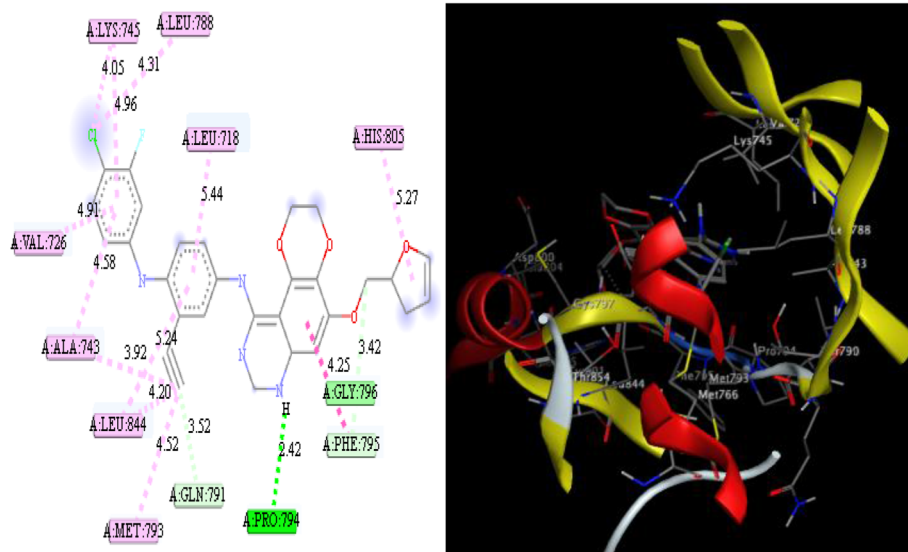 A:LYS:745
A:LEU:788
4.05
4.31
4.96
Cl
A:LEU:718
A:HIS:805
5.44
5.27
4.91
A:VAL:726
4.58
O
O
O
N
N
O
A:ALA:743
3.92
5.24
4.20
N
4.25
3.42
A:GLY:796
A:LEU:844
3.52
N
H
A:PHE:795
4.52
2.42
A:GLN:791
A:PRO:794
A:MET:793
Lys745
Cys797
Thr854
Met793
Met766